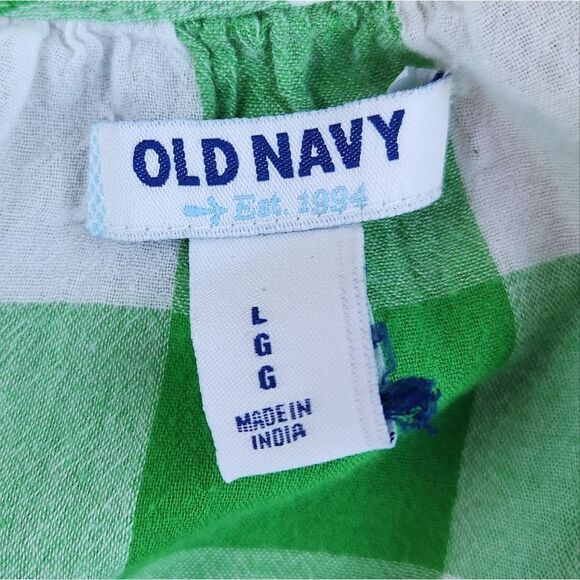 OLD NAVY
Est. 1994
L
G
G
MADE IN
INDIA